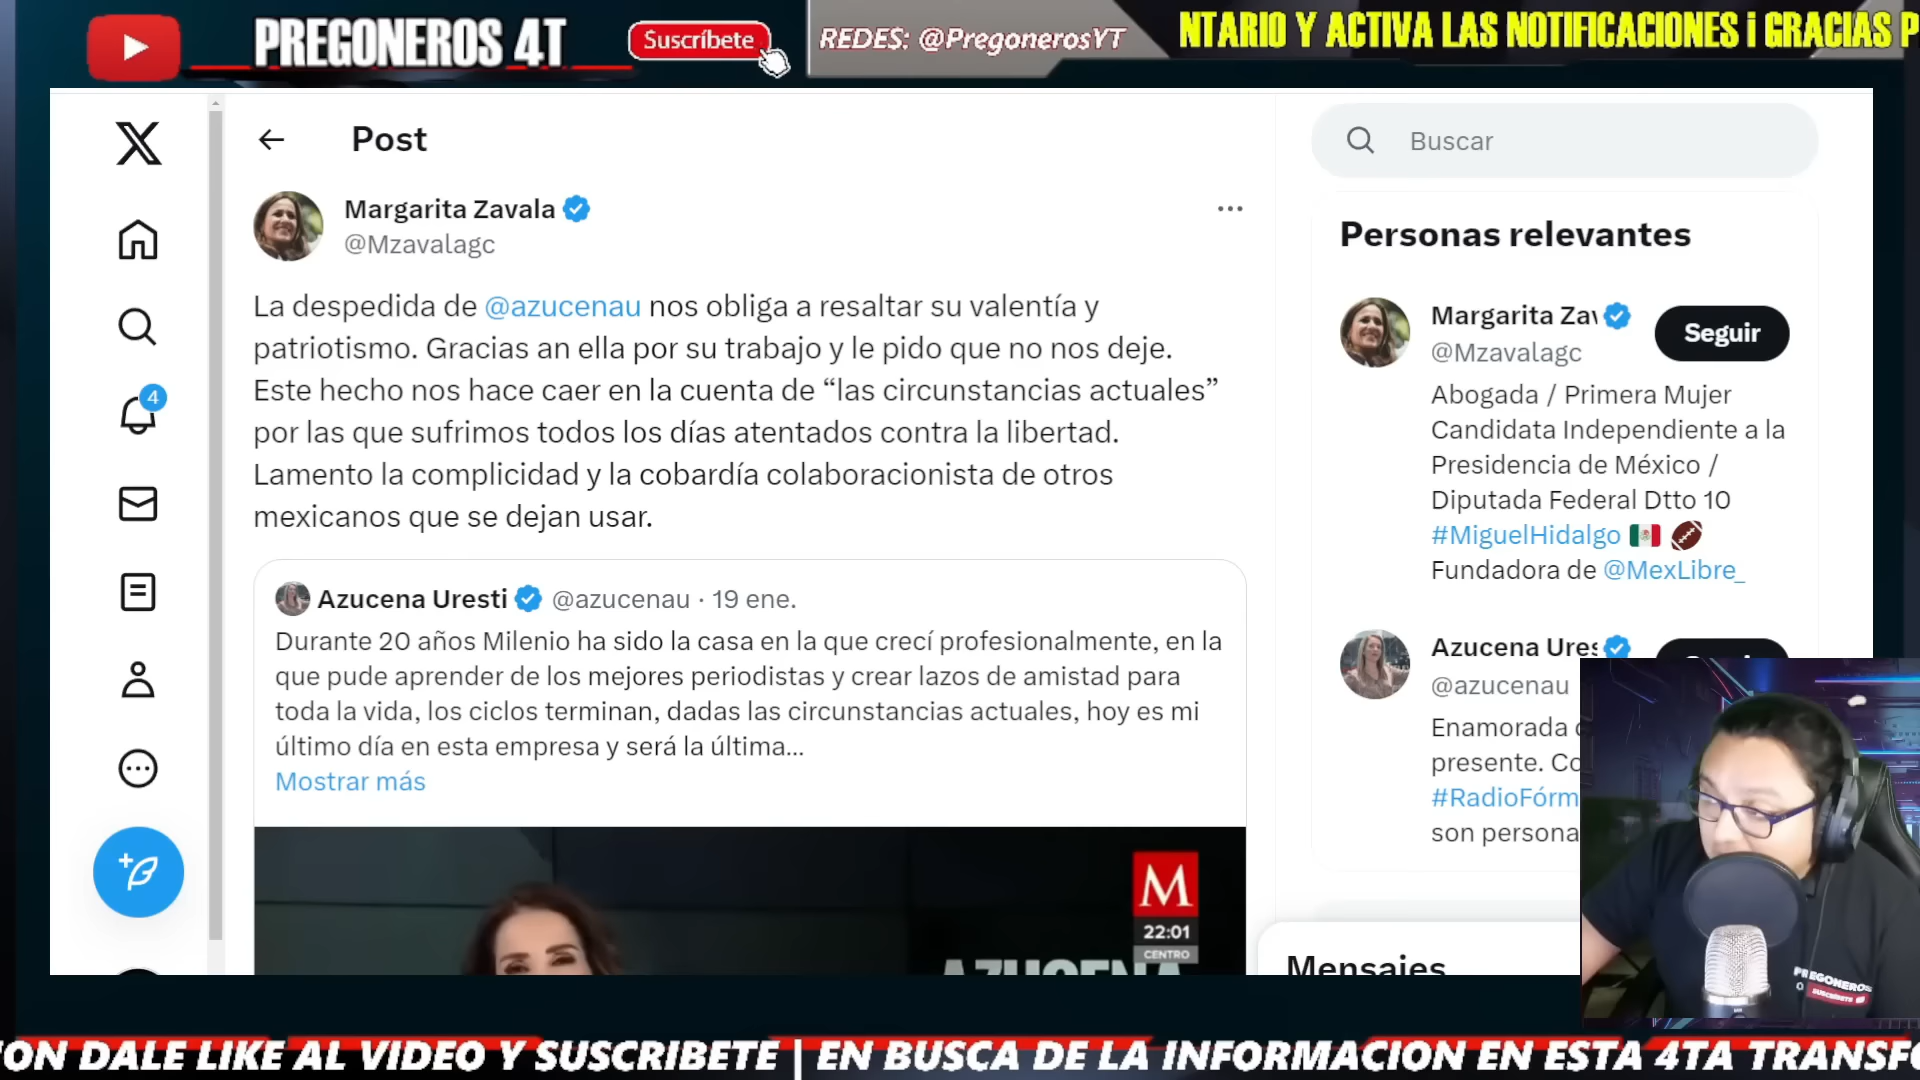 PREGONEROS 4T
Suscríbete
REDES: @PregonerosYT
NTARIO Y ACTIVA LAS NOTIFICACIONES ¡ GRACIAS P
Post
Buscar
Margarita Zavala
@Mzavalagc
La despedida de @azucenau nos obliga a resaltar su valentía y
patriotismo. Gracias an ella por su trabajo y le pido que no nos deje.
Este hecho nos hace caer en la cuenta de “las circunstancias actuales”
por las que sufrimos todos los días atentados contra la libertad.
Lamento la complicidad y la cobardía colaboracionista de otros
mexicanos que se dejan usar.
4
Azucena Uresti @azucenau · 19 ene.
Durante 20 años Milenio ha sido la casa en la que crecí profesionalmente, en la
que pude aprender de los mejores periodistas y crear lazos de amistad para
toda la vida, los ciclos terminan, dadas las circunstancias actuales, hoy es mi
último día en esta empresa y será la última...
Mostrar más
M
22:01
CENTRO
AZUCENA
Personas relevantes
Margarita Zav
Seguir
@Mzavalagc
Abogada / Primera Mujer
Candidata Independiente a la
Presidencia de México /
Diputada Federal Dtto 10
#MiguelHidalgo
Fundadora de @MexLibre_
Azucena Ures
@azucenau
Enamorada
presente. Co
#RadioFórm
son persona
Mensajes
PREGONEROS
SUSCRÍBETE
ON DALE LIKE AL VIDEO Y SUSCRIBETE | EN BUSCA DE LA INFORMACION EN ESTA 4TA TRANSFO